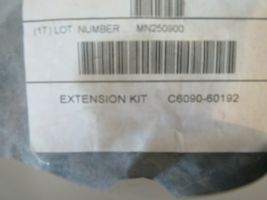 (1T) LOT NUMBER MN250900
EXTENSION KIT C6090-60192